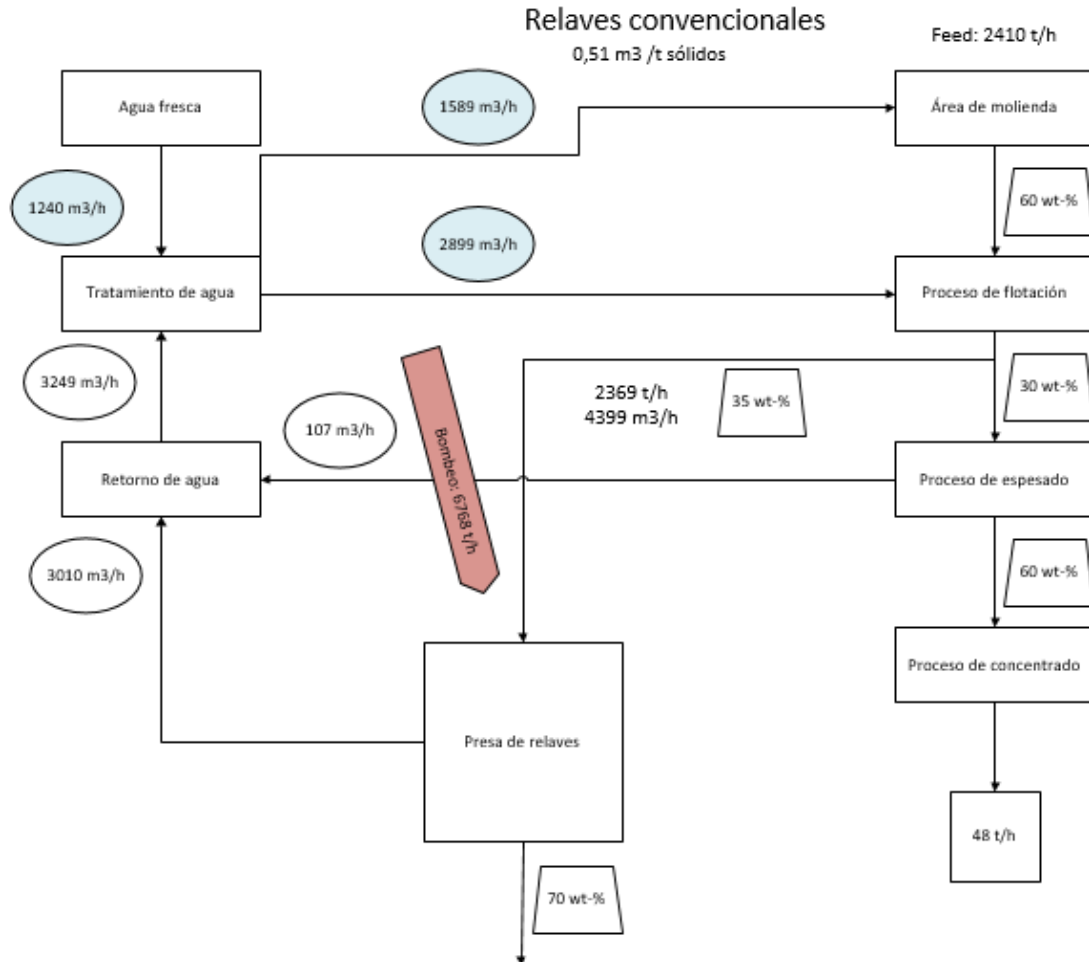 Relaves convencionales
0,51 m3 /t sólidos
Feed: 2410 t/h
Agua fresca
1589 m3/h
Área de molienda
1240 m3/h
60 wt-%
2899 m3/h
Tratamiento de agua
Proceso de flotación
3249 m3/h
2369 t/h
4399 m3/h
35 wt-%
30 wt-%
107 m3/h
Bombeo: 6768 t/h
Retorno de agua
Proceso de espesado
3010 m3/h
60 wt-%
Proceso de concentrado
Presa de relaves
48 t/h
70 wt-%